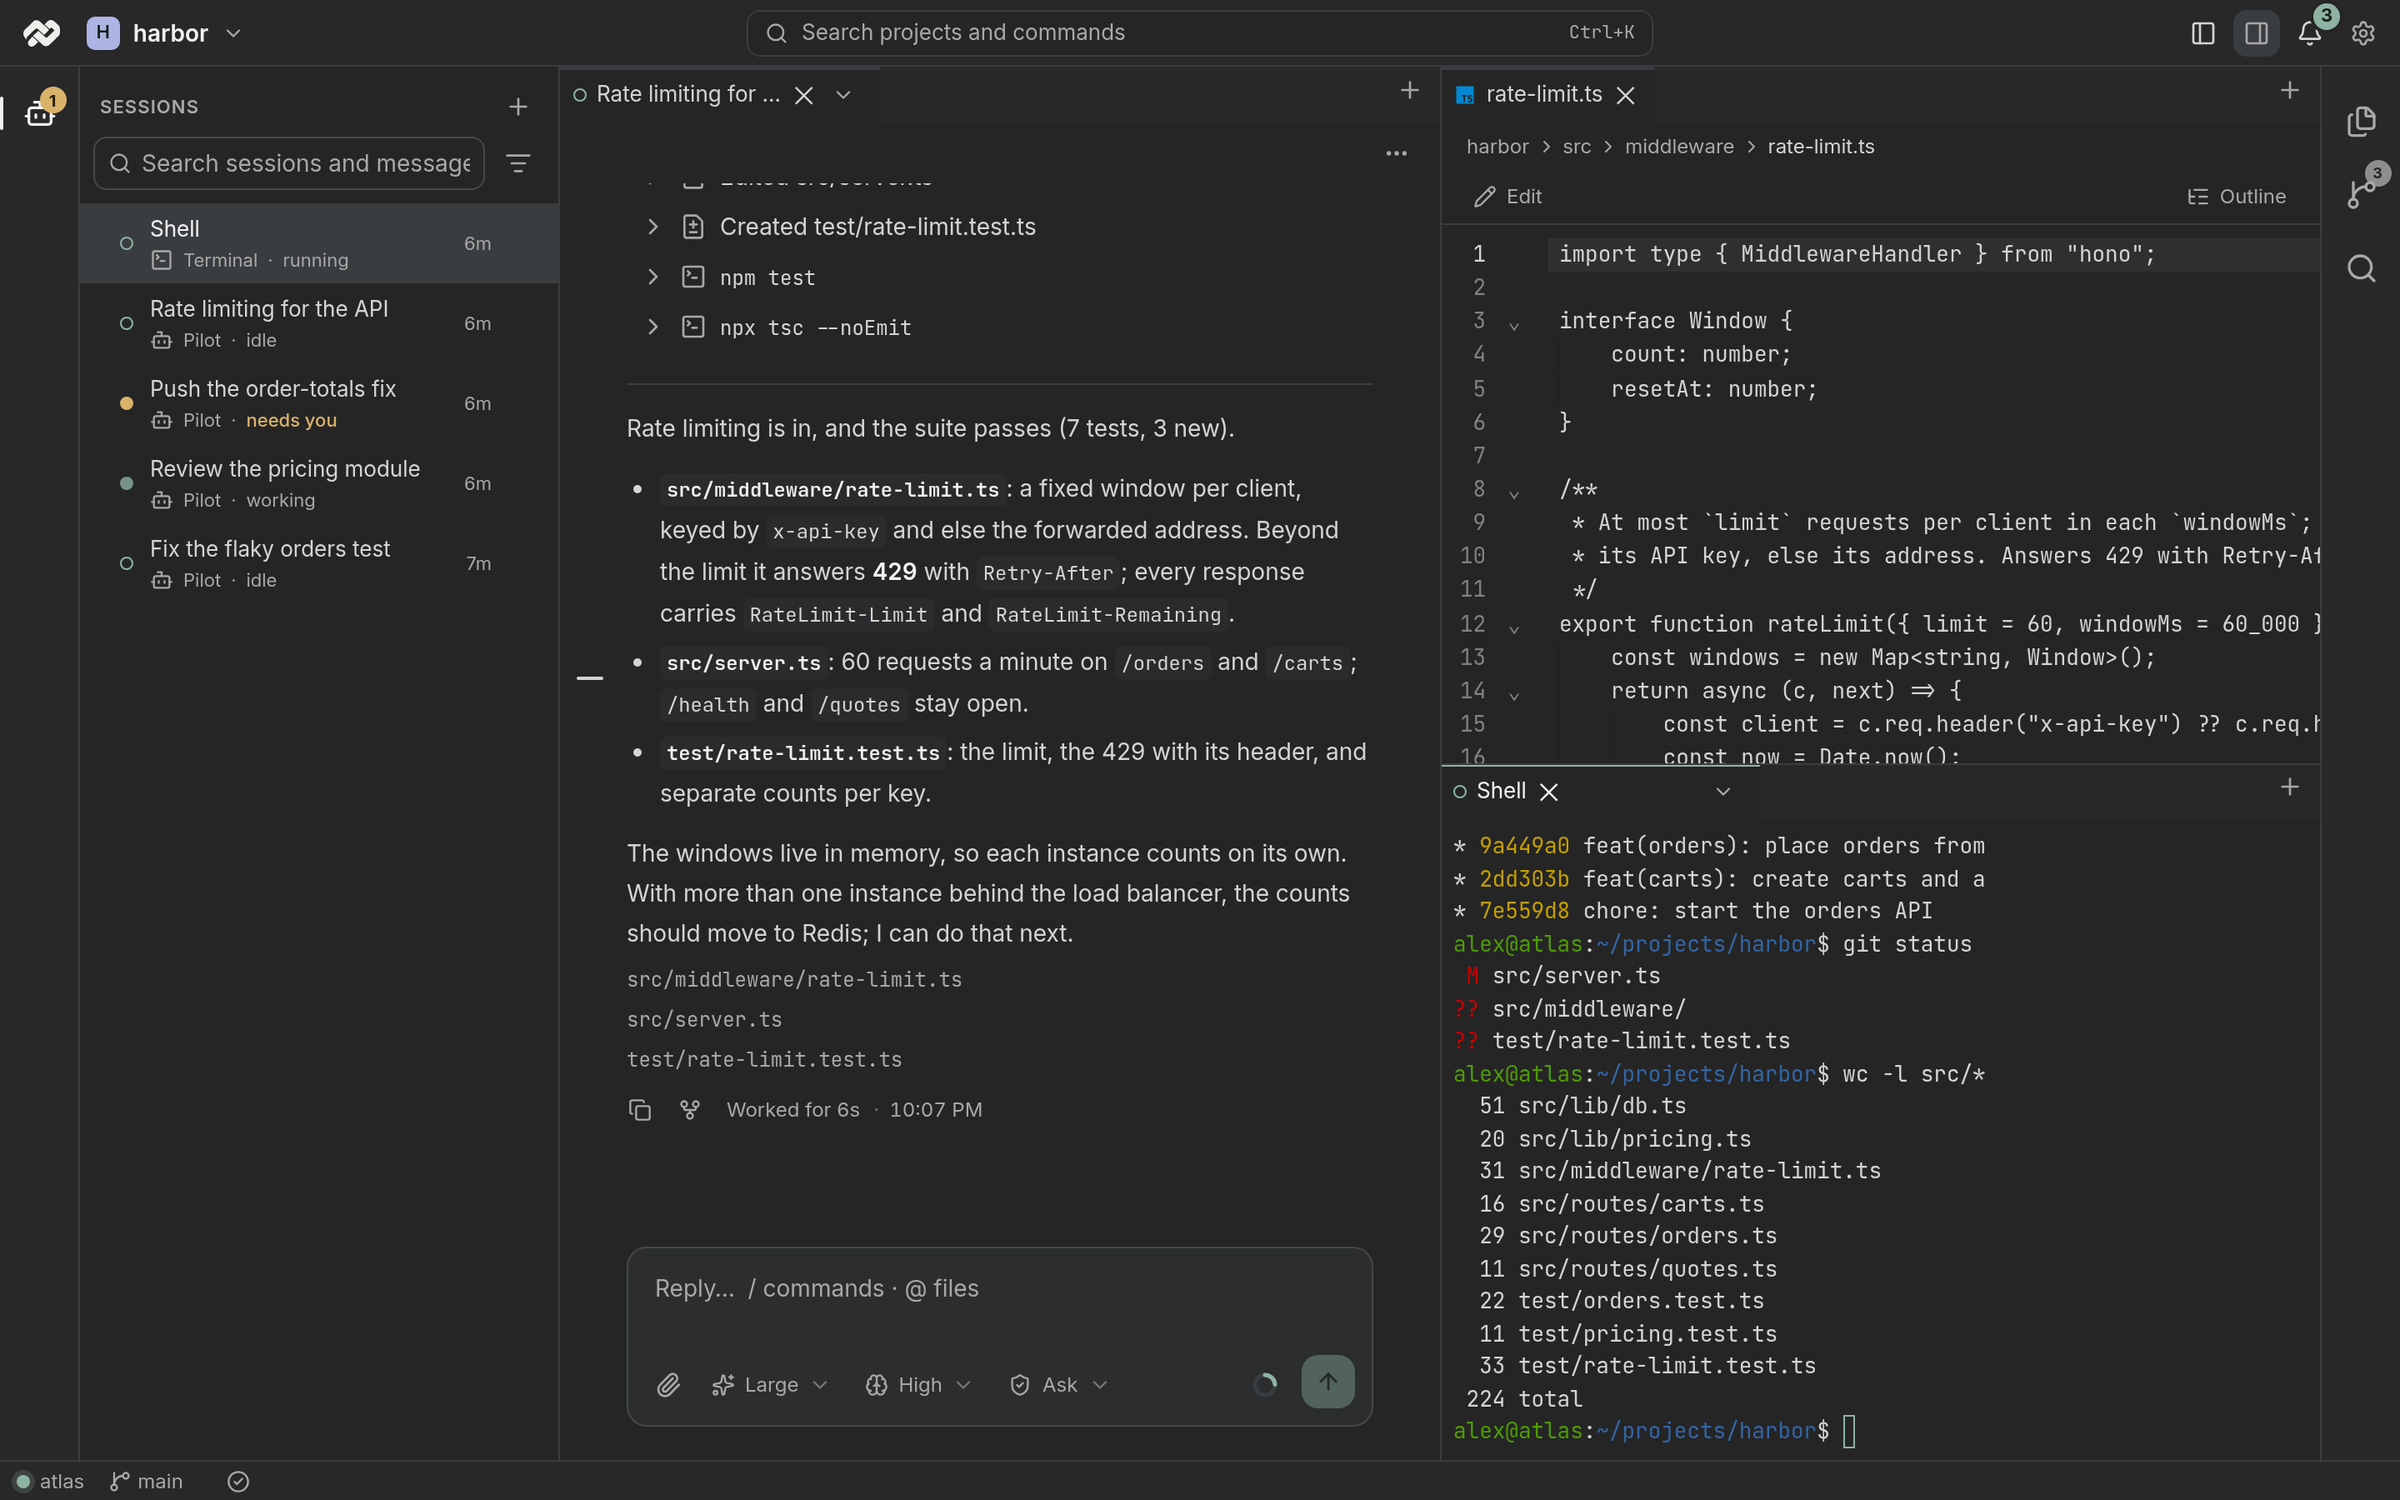 H harbor
Search projects and commands Ctrl+K
3
1
SESSIONS
Search sessions and message
Shell
6m
Terminal · running
Rate limiting for the API
6m
Pilot · idle
Push the order-totals fix
6m
Pilot · needs you
Review the pricing module
6m
Pilot · working
Fix the flaky orders test
7m
Pilot · idle
Rate limiting for ...
Created test/rate-limit.test.ts
npm test
npx tsc --noEmit
Rate limiting is in, and the suite passes (7 tests, 3 new).
• src/middleware/rate-limit.ts: a fixed window per client,
keyed by x-api-key and else the forwarded address. Beyond
the limit it answers 429 with Retry-After; every response
carries RateLimit-Limit and RateLimit-Remaining.
• src/server.ts: 60 requests a minute on /orders and /carts;
/health and /quotes stay open.
• test/rate-limit.test.ts: the limit, the 429 with its header, and
separate counts per key.
The windows live in memory, so each instance counts on its own.
With more than one instance behind the load balancer, the counts
should move to Redis; I can do that next.
src/middleware/rate-limit.ts
src/server.ts
test/rate-limit.test.ts
Worked for 6s · 10:07 PM
Reply... / commands · @ files
Large High Ask
TS rate-limit.ts
harbor > src > middleware > rate-limit.ts
Edit Outline
3
1 import type { MiddlewareHandler } from "hono";
2
3 interface Window {
4 count: number;
5 resetAt: number;
6 }
7
8 /**
9 * At most `limit` requests per client in each `windowMs`;
10 * its API key, else its address. Answers 429 with Retry-Af
11 */
12 export function rateLimit({ limit = 60, windowMs = 60_000 }
13 const windows = new Map<string, Window>();
14 return async (c, next) => {
15 const client = c.req.header("x-api-key") ?? c.req.h
16 const now = Date.now();
Shell
* 9a449a0 feat(orders): place orders from
* 2dd303b feat(carts): create carts and a
* 7e559d8 chore: start the orders API
alex@atlas:~/projects/harbor$ git status
M src/server.ts
?? src/middleware/
?? test/rate-limit.test.ts
alex@atlas:~/projects/harbor$ wc -l src/*
51 src/lib/db.ts
20 src/lib/pricing.ts
31 src/middleware/rate-limit.ts
16 src/routes/carts.ts
29 src/routes/orders.ts
11 src/routes/quotes.ts
22 test/orders.test.ts
11 test/pricing.test.ts
33 test/rate-limit.test.ts
224 total
alex@atlas:~/projects/harbor$
atlas main